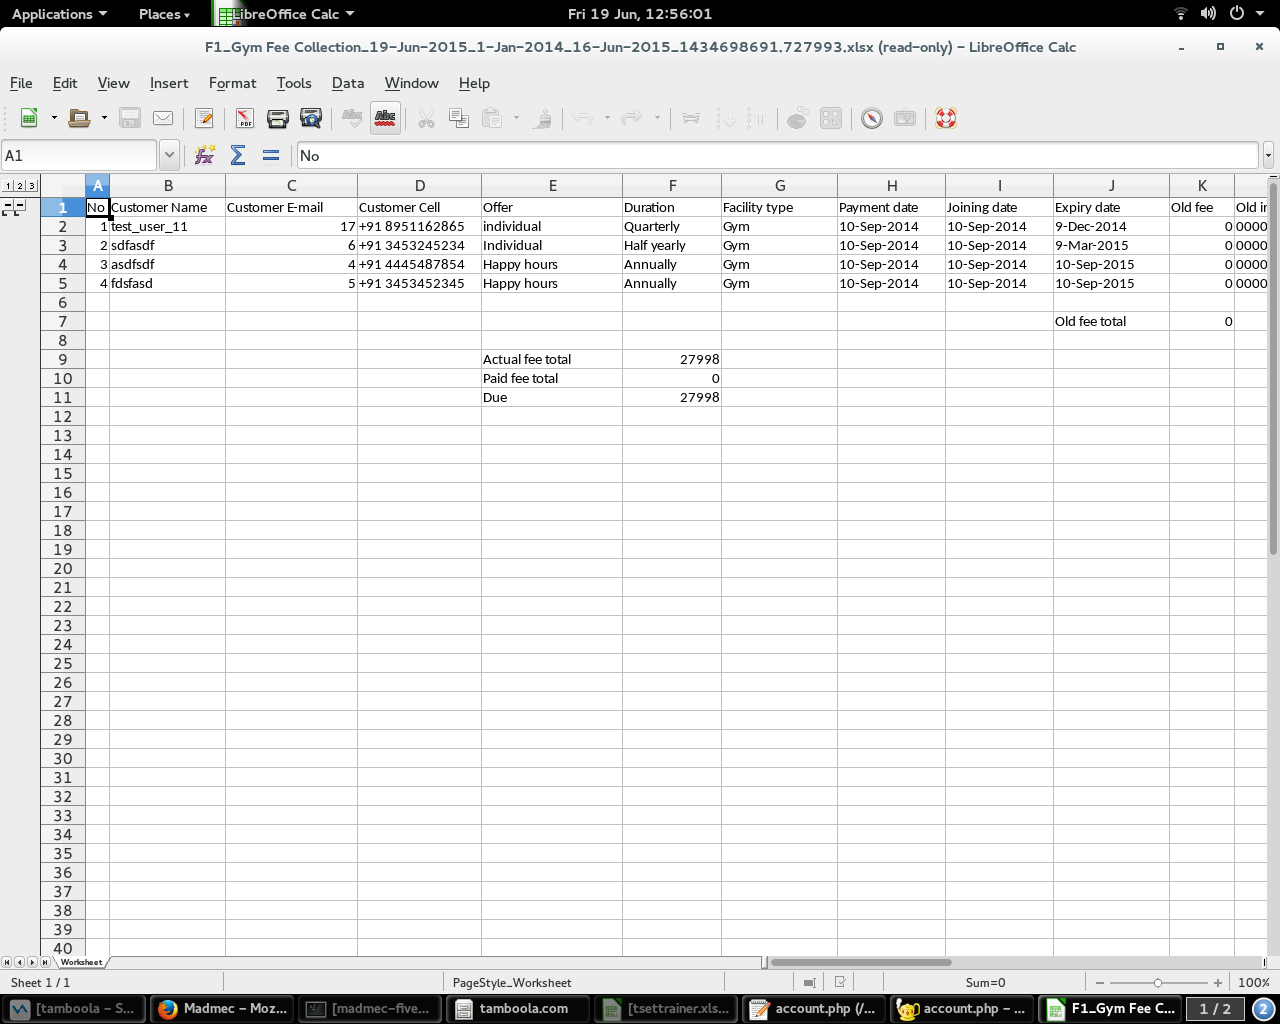 Applications Places LibreOffice Calc Fri 19 Jun, 12:56:01
F1_Gym Fee Collection_19-Jun-2015_1-Jan-2014_16-Jun-2015_1434698691.727993.xlsx (read-only) - LibreOffice Calc
File Edit View Insert Format Tools Data Window Help
A1 No
1 2 3 A B C D E F G H I J K
1 No Customer Name Customer E-mail Customer Cell Offer Duration Facility type Payment date Joining date Expiry date Old fee Old in
2 1 test_user_11 17 +91 8951162865 individual Quarterly Gym 10-Sep-2014 10-Sep-2014 9-Dec-2014 0 0000
3 2 sdfasdf 6 +91 3453245234 Individual Half yearly Gym 10-Sep-2014 10-Sep-2014 9-Mar-2015 0 0000
4 3 asdfsdf 4 +91 4445487854 Happy hours Annually Gym 10-Sep-2014 10-Sep-2014 10-Sep-2015 0 0000
5 4 fdsfasd 5 +91 3453452345 Happy hours Annually Gym 10-Sep-2014 10-Sep-2014 10-Sep-2015 0 0000
6
7 Old fee total 0
8
9 Actual fee total 27998
10 Paid fee total 0
11 Due 27998
12
13
14
15
16
17
18
19
20
21
22
23
24
25
26
27
28
29
30
31
32
33
34
35
36
37
38
39
40
Worksheet
Sheet 1 / 1 PageStyle_Worksheet Sum=0 100%
[tamboola - S... Madmec - Moz... [madmec-five... tamboola.com [tsettrainer.xls... account.php (/... account.php - ... F1_Gym Fee C... 1 / 2 2